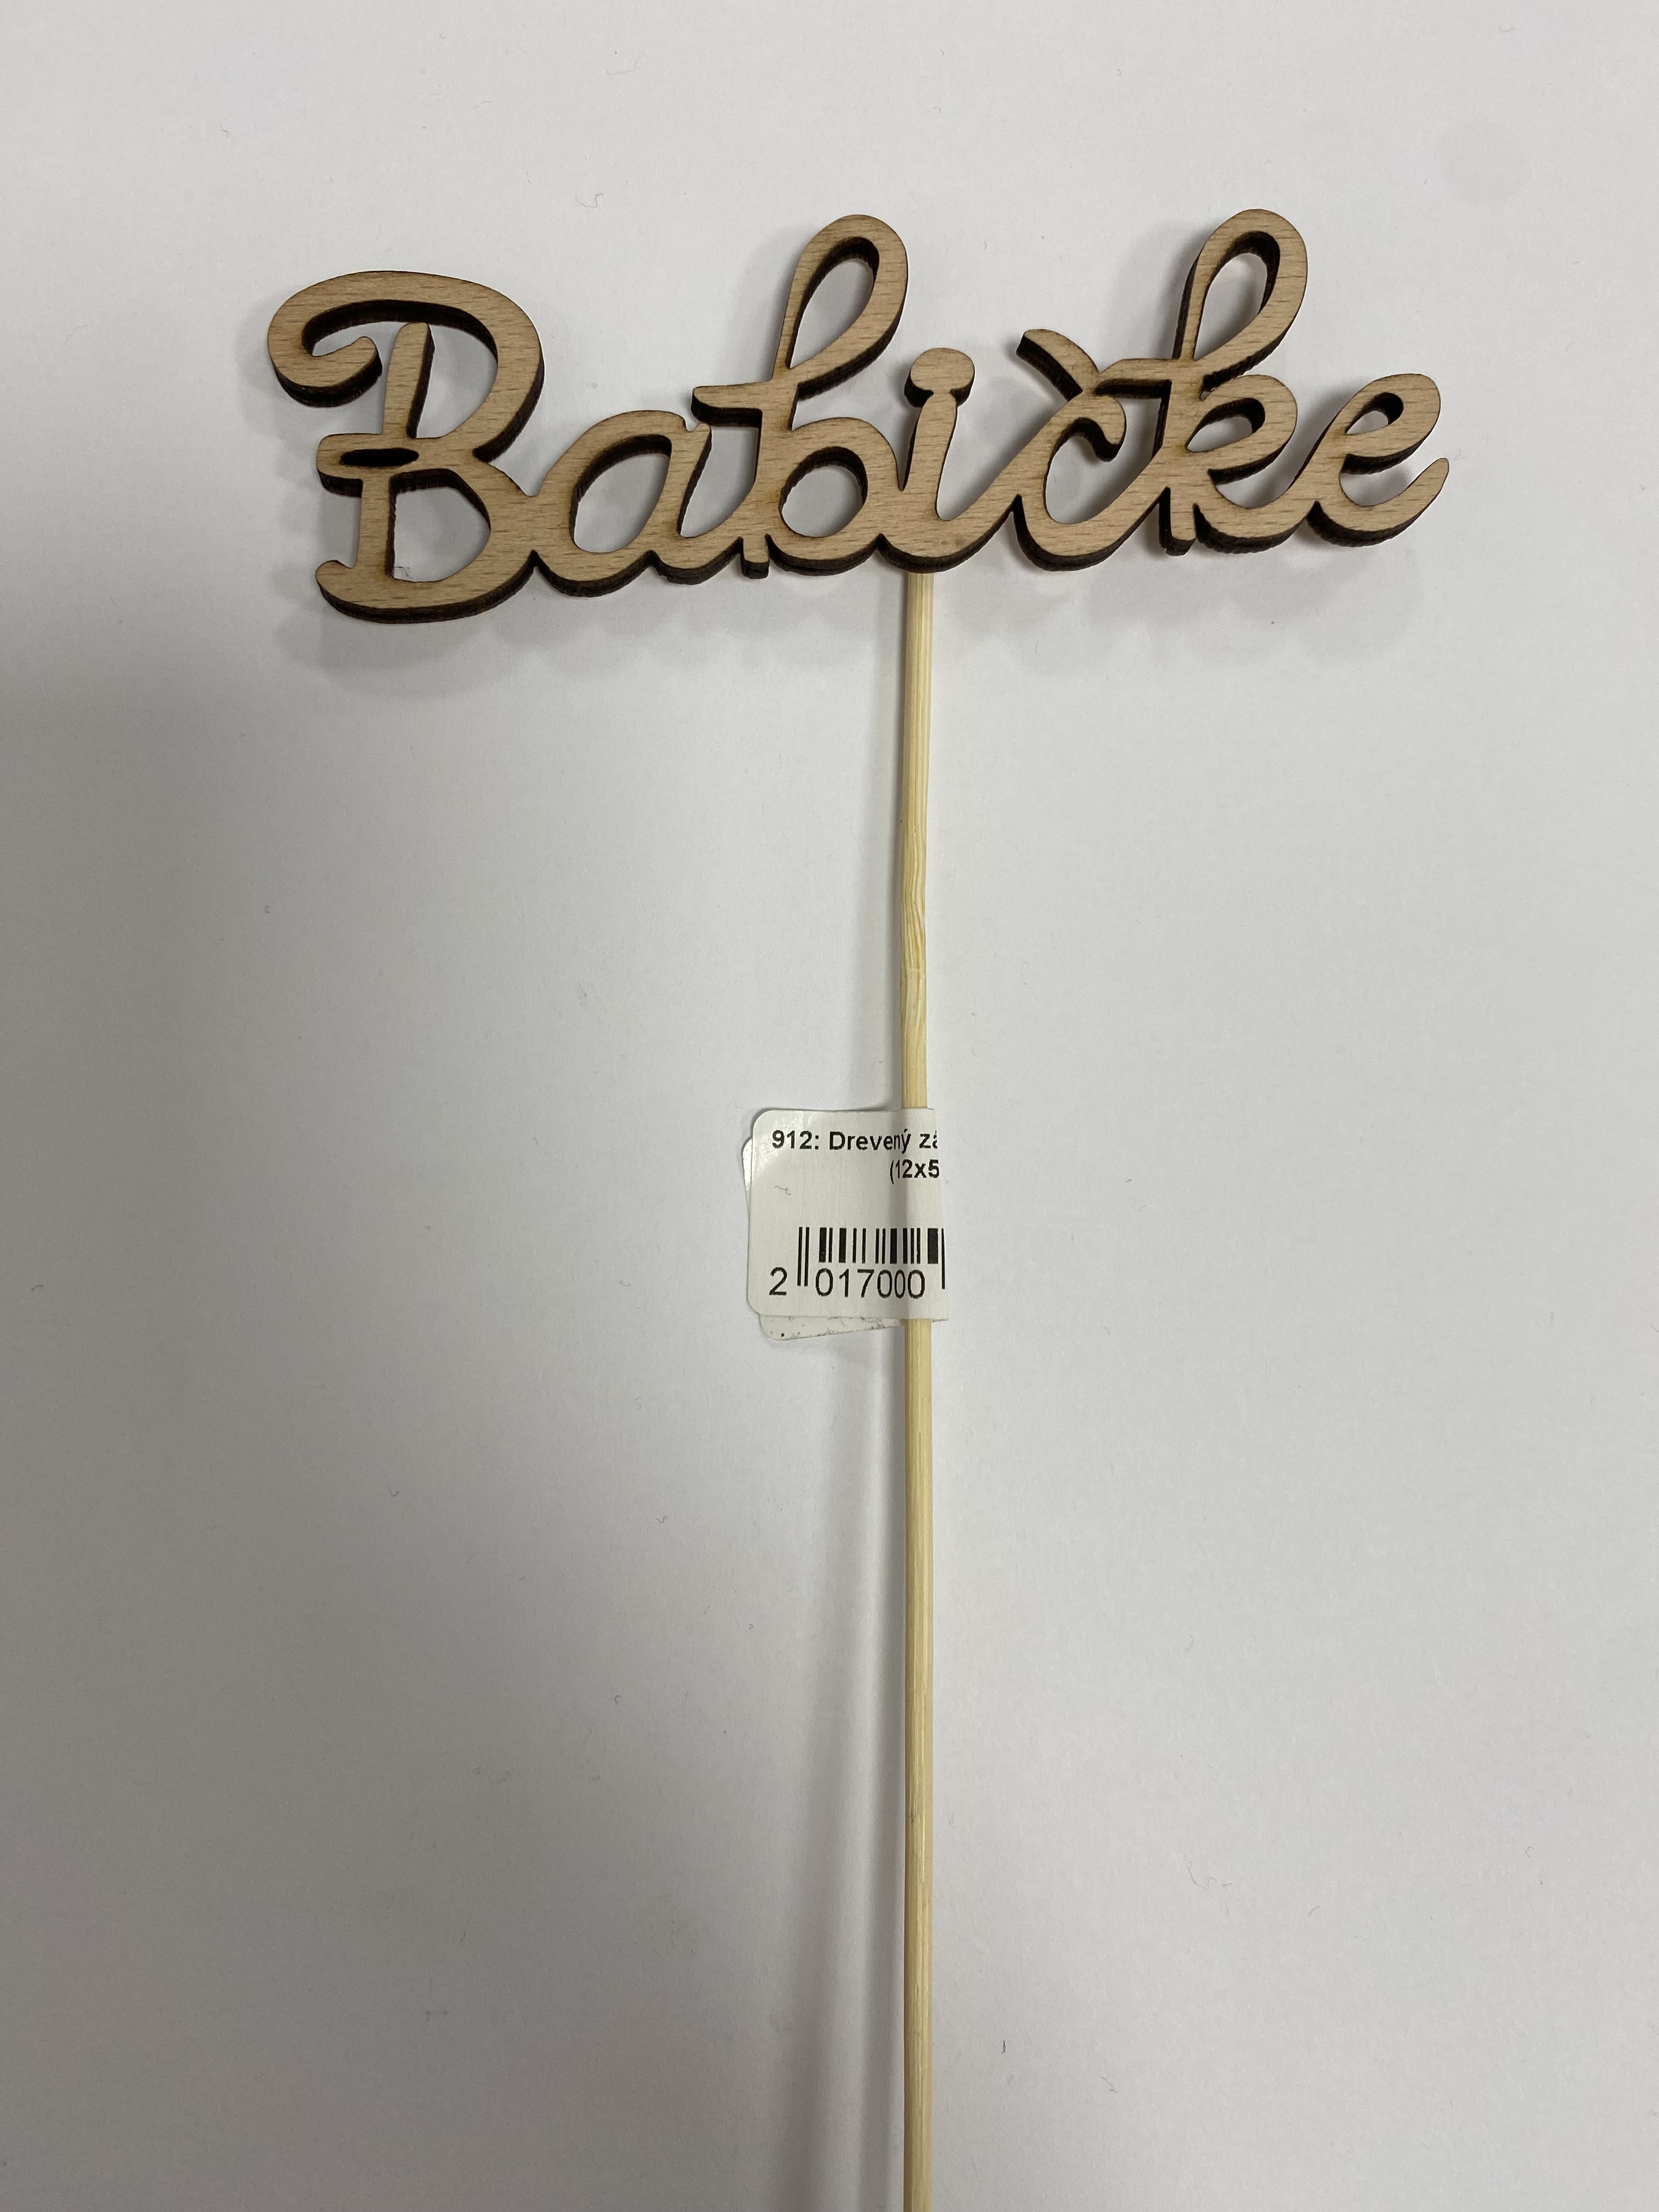 Babičke
912: Drevený zá
(12x5
2 017000